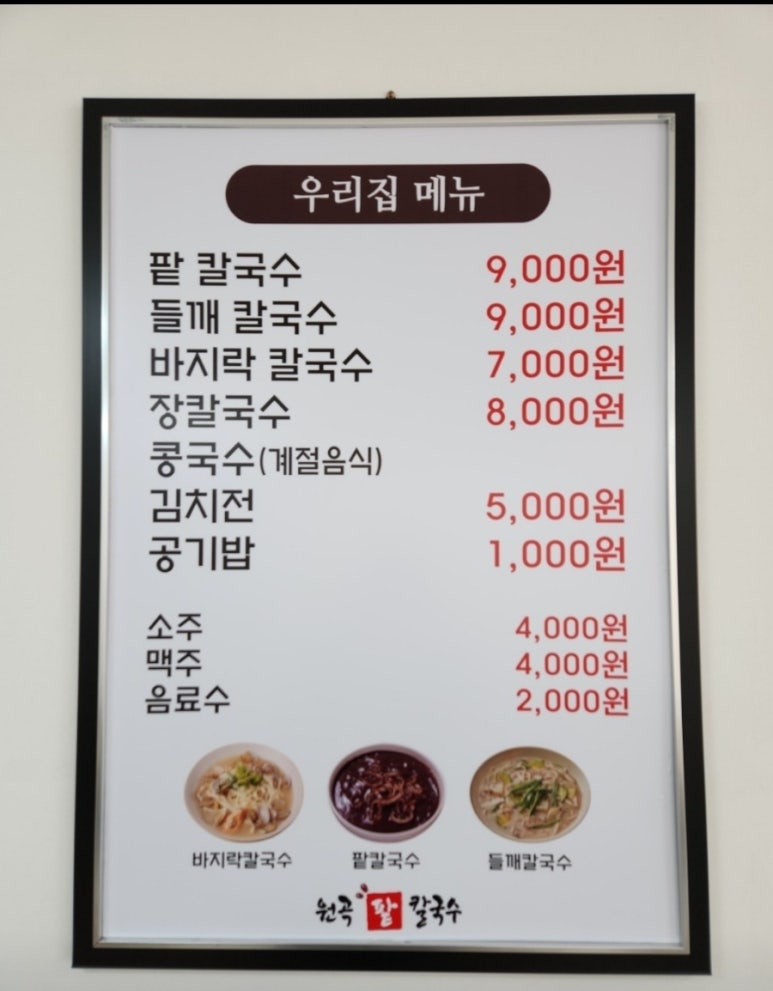 우리집 메뉴
팥 칼국수 9,000원
들깨 칼국수 9,000원
바지락 칼국수 7,000원
장칼국수 8,000원
콩국수(계절음식)
김치전 5,000원
공기밥 1,000원
소주 4,000원
맥주 4,000원
음료수 2,000원
바지락칼국수 팥칼국수 들깨칼국수
원곡 팥 칼국수